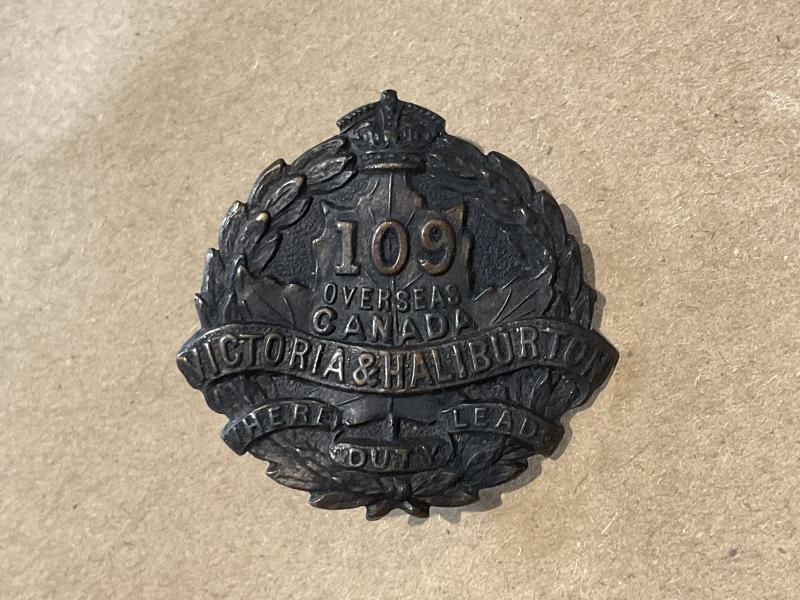 109
OVERSEAS
CANADA
VICTORIA & HALIBURTON
WHERE DUTY LEADS